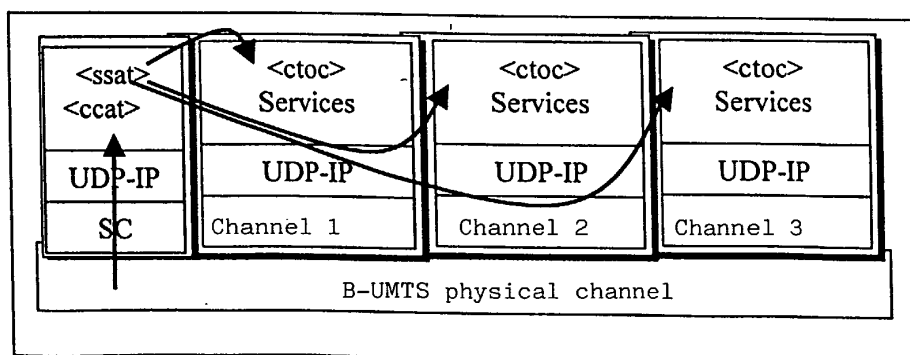 <ssat>
<ccat>
UDP-IP
SC
<ctoc>
Services
UDP-IP
Channel 1
<ctoc>
Services
UDP-IP
Channel 2
<ctoc>
Services
UDP-IP
Channel 3
B-UMTS physical channel